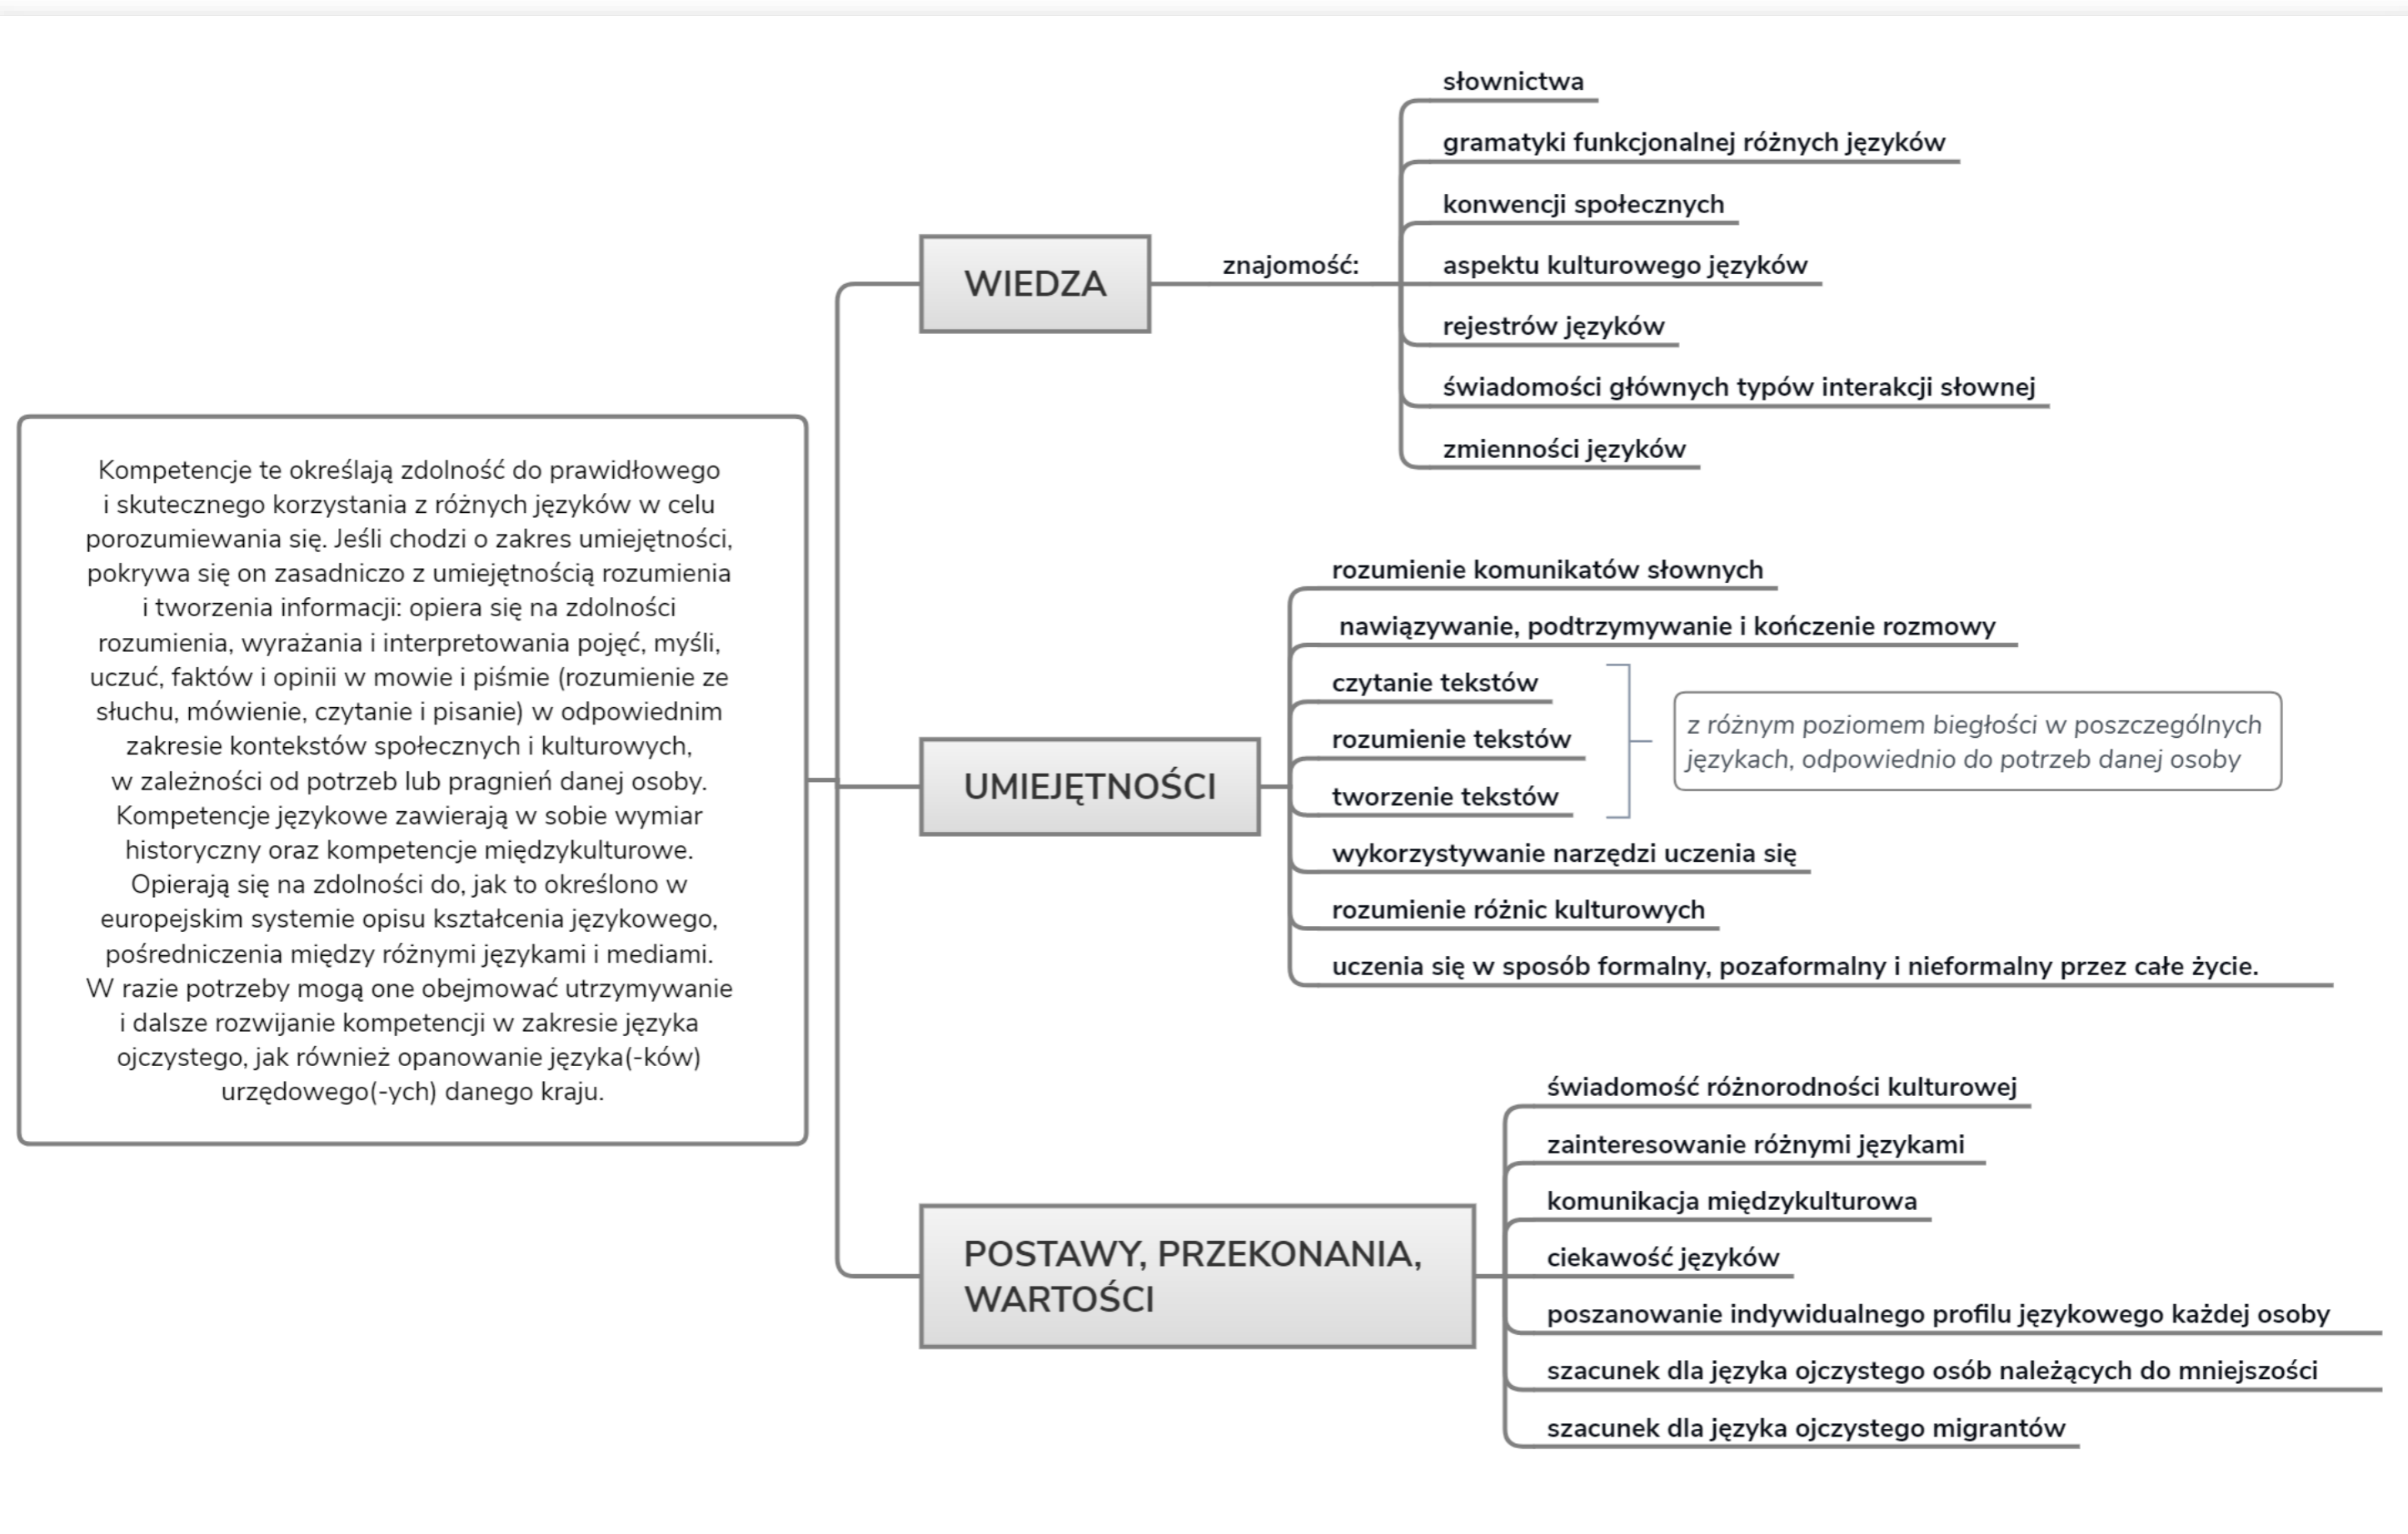 Kompetencje te określają zdolność do prawidłowego
i skutecznego korzystania z różnych języków w celu
porozumiewania się. Jeśli chodzi o zakres umiejętności,
pokrywa się on zasadniczo z umiejętnością rozumienia
i tworzenia informacji: opiera się na zdolności
rozumienia, wyrażania i interpretowania pojęć, myśli,
uczuć, faktów i opinii w mowie i piśmie (rozumienie ze
słuchu, mówienie, czytanie i pisanie) w odpowiednim
zakresie kontekstów społecznych i kulturowych,
w zależności od potrzeb lub pragnień danej osoby.
Kompetencje językowe zawierają w sobie wymiar
historyczny oraz kompetencje międzykulturowe.
Opierają się na zdolności do, jak to określono w
europejskim systemie opisu kształcenia językowego,
pośredniczenia między różnymi językami i mediami.
W razie potrzeby mogą one obejmować utrzymywanie
i dalsze rozwijanie kompetencji w zakresie języka
ojczystego, jak również opanowanie języka(-ków)
urzędowego(-ych) danego kraju.
WIEDZA
znajomość:
słownictwa
gramatyki funkcjonalnej różnych języków
konwencji społecznych
aspektu kulturowego języków
rejestrów języków
świadomości głównych typów interakcji słownej
zmienności języków
UMIEJĘTNOŚCI
rozumienie komunikatów słownych
nawiązywanie, podtrzymywanie i kończenie rozmowy
czytanie tekstów
rozumienie tekstów
tworzenie tekstów
z różnym poziomem biegłości w poszczególnych
językach, odpowiednio do potrzeb danej osoby
wykorzystywanie narzędzi uczenia się
rozumienie różnic kulturowych
uczenia się w sposób formalny, pozaformalny i nieformalny przez całe życie.
POSTAWY, PRZEKONANIA,
WARTOŚCI
świadomość różnorodności kulturowej
zainteresowanie różnymi językami
komunikacja międzykulturowa
ciekawość języków
poszanowanie indywidualnego profilu językowego każdej osoby
szacunek dla języka ojczystego osób należących do mniejszości
szacunek dla języka ojczystego migrantów